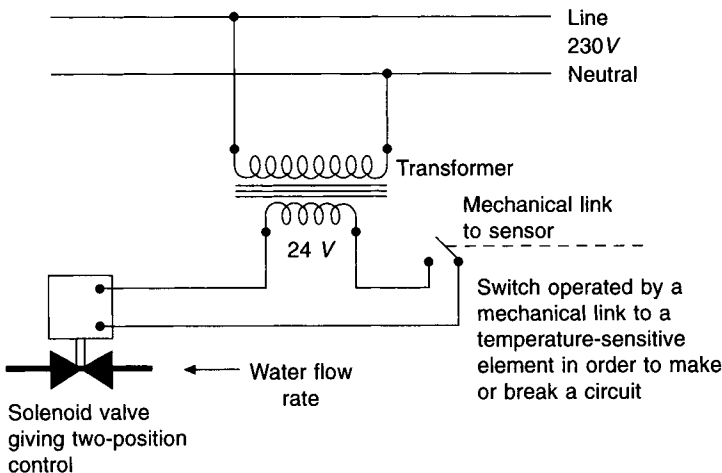 Line
230V
Neutral
Transformer
Mechanical link
to sensor
24 V
Switch operated by a
mechanical link to a
temperature-sensitive
element in order to make
or break a circuit
Water flow
rate
Solenoid valve
giving two-position
control